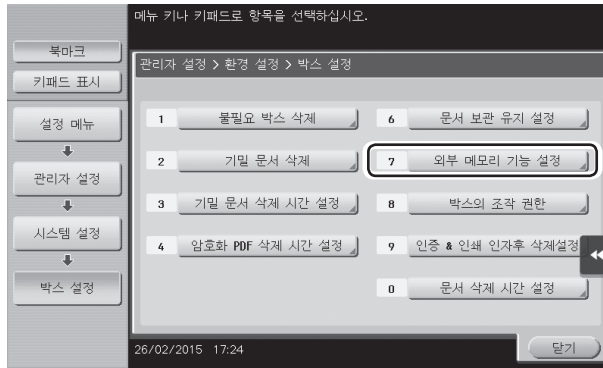 메뉴 키나 키패드로 항목을 선택하십시오.
북마크
키패드 표시
설정 메뉴
관리자 설정
시스템 설정
박스 설정
관리자 설정 > 환경 설정 > 박스 설정
1 불필요 박스 삭제
2 기밀 문서 삭제
3 기밀 문서 삭제 시간 설정
4 암호화 PDF 삭제 시간 설정
6 문서 보관 유지 설정
7 외부 메모리 기능 설정
8 박스의 조작 권한
9 인증 & 인쇄 인자후 삭제설정
0 문서 삭제 시간 설정
26/02/2015 17:24
닫기